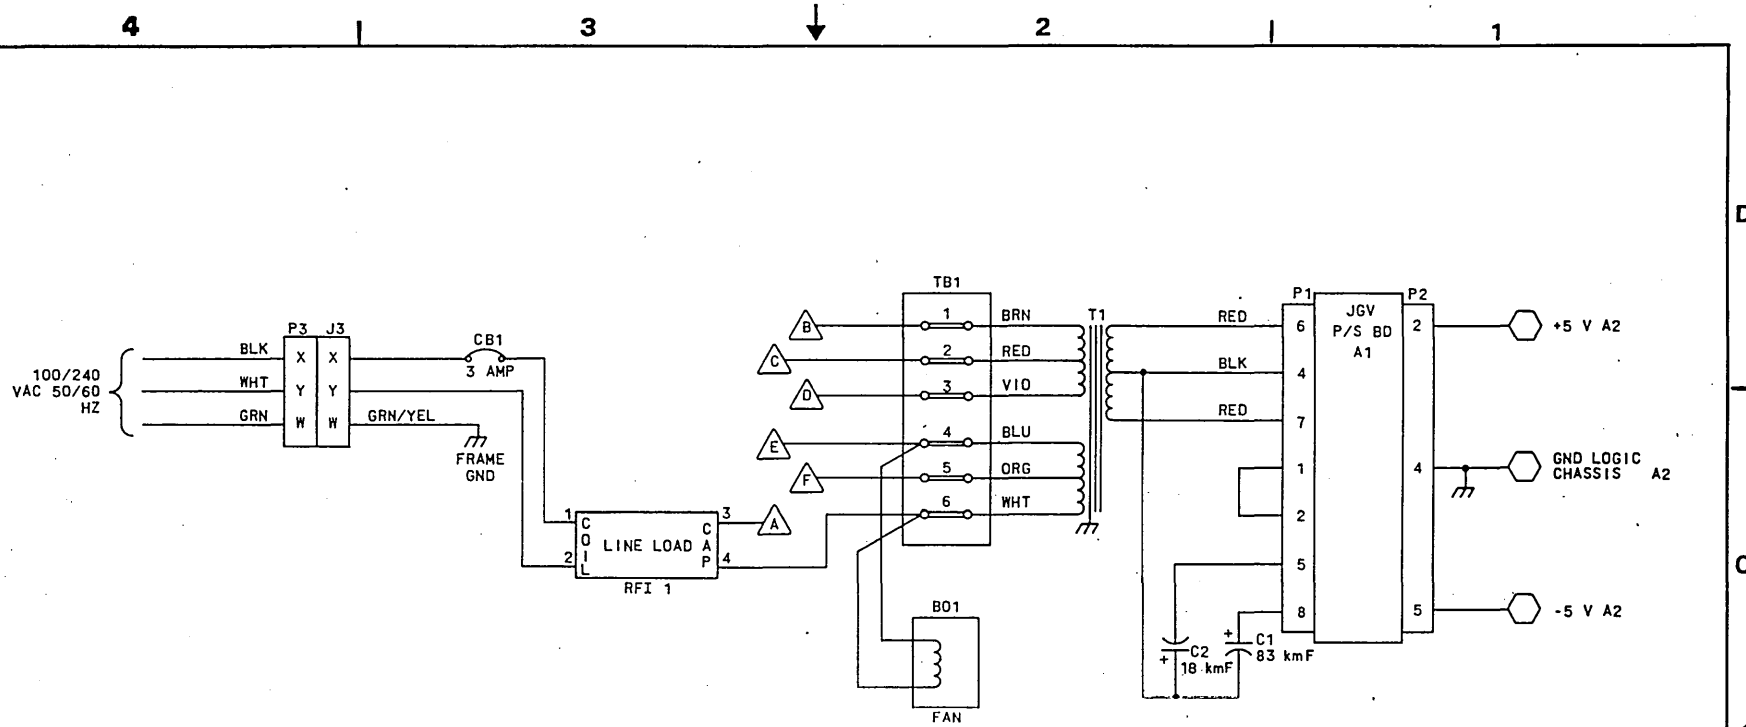 4 3 2 1
D
TB1
P1 P2
JGV
P/S BD
A1
B 1 BRN T1 RED 6 2 +5 V A2
P3 J3
CB1
3 AMP
C 2 RED
BLK X X
BLK 4
100/240
VAC 50/60
HZ
WHT Y Y
D 3 VIO
GRN W W GRN/YEL
RED 7
FRAME
GND
E 4 BLU
F 5 ORG
1 4 GND LOGIC
CHASSIS A2
6 WHT
2
1 COIL LINE LOAD CAP 3 A
2 4
RFI 1
5
C
BO1
8 5 -5 V A2
+ C1
83 kmF
+ C2
18 kmF
FAN